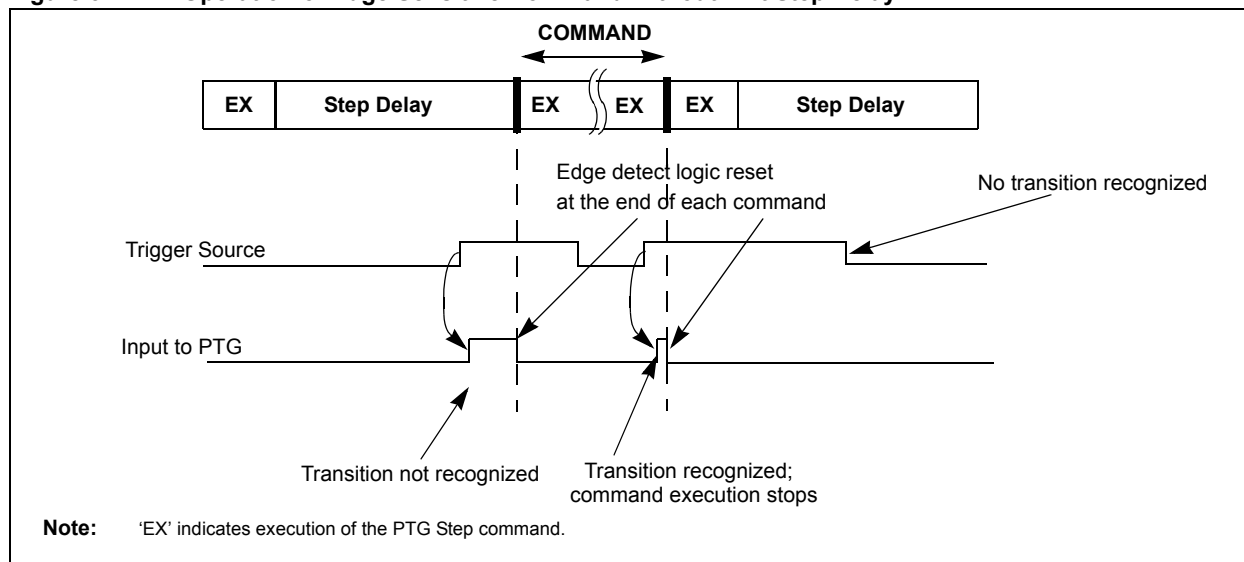 COMMAND
EX Step Delay EX EX EX Step Delay
Edge detect logic reset
at the end of each command
No transition recognized
Trigger Source
Input to PTG
Transition not recognized
Transition recognized;
command execution stops
Note: 'EX' indicates execution of the PTG Step command.